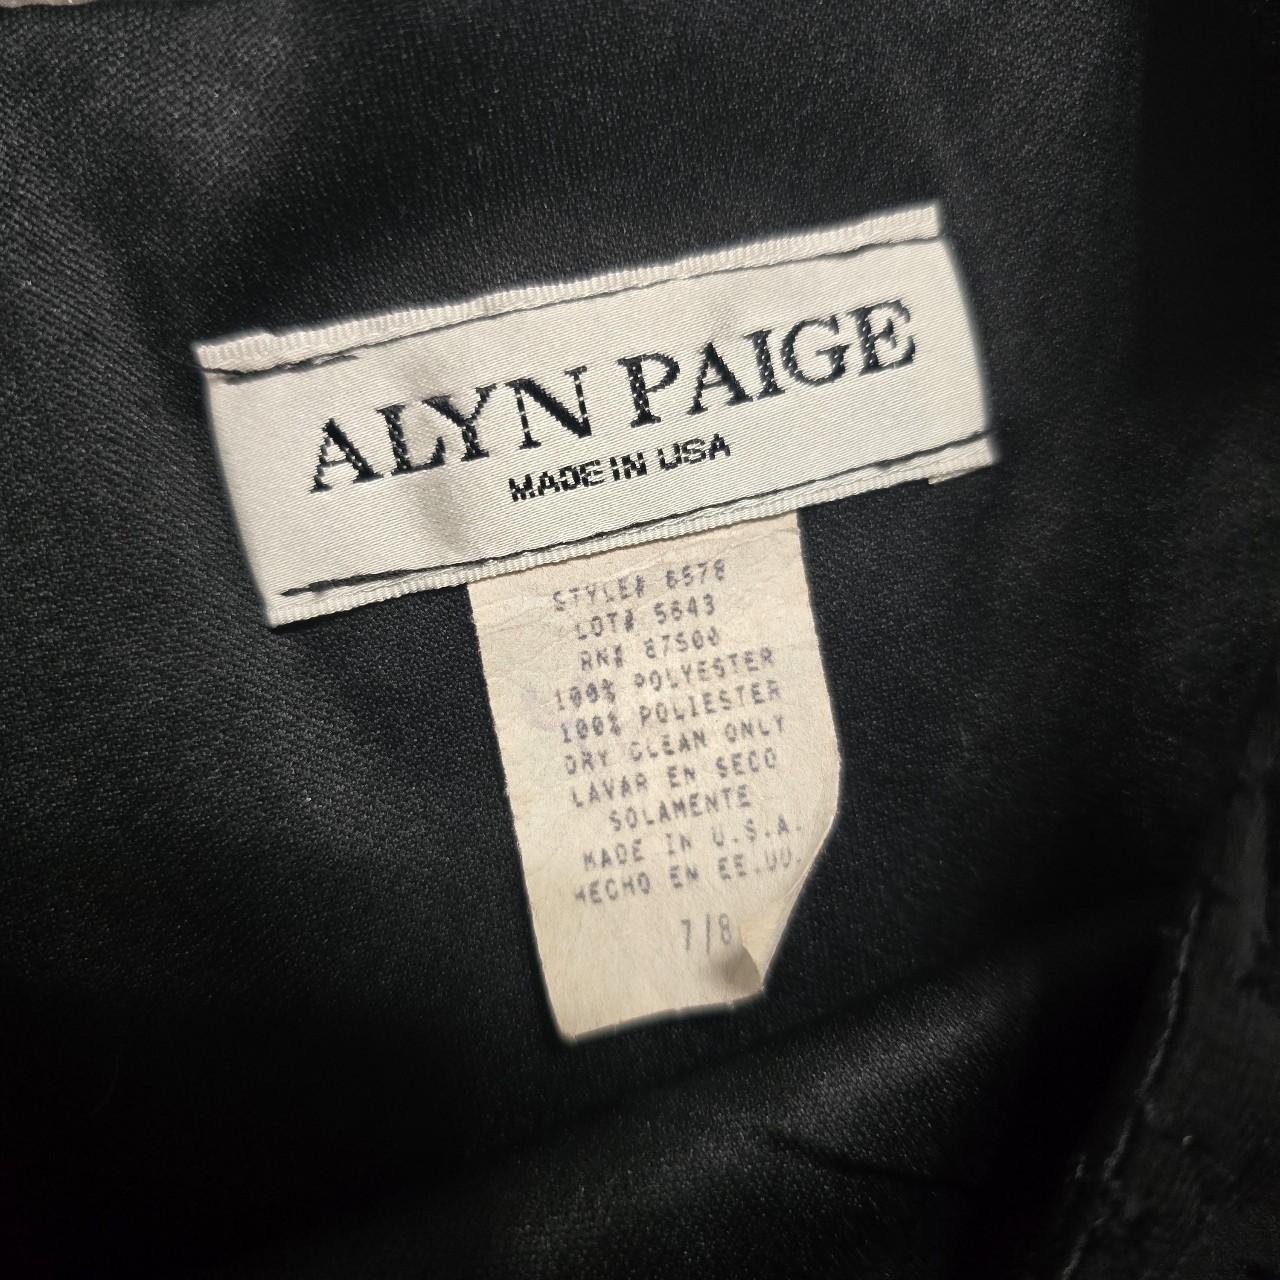 ALYN PAIGE
MADE IN USA
STYLE# 6578
LOT# 5643
RN# 87500
100% POLYESTER
100% POLIESTER
DRY CLEAN ONLY
LAVAR EN SECO
SOLAMENTE
MADE IN U.S.A.
HECHO EN EE.UU.
7/8